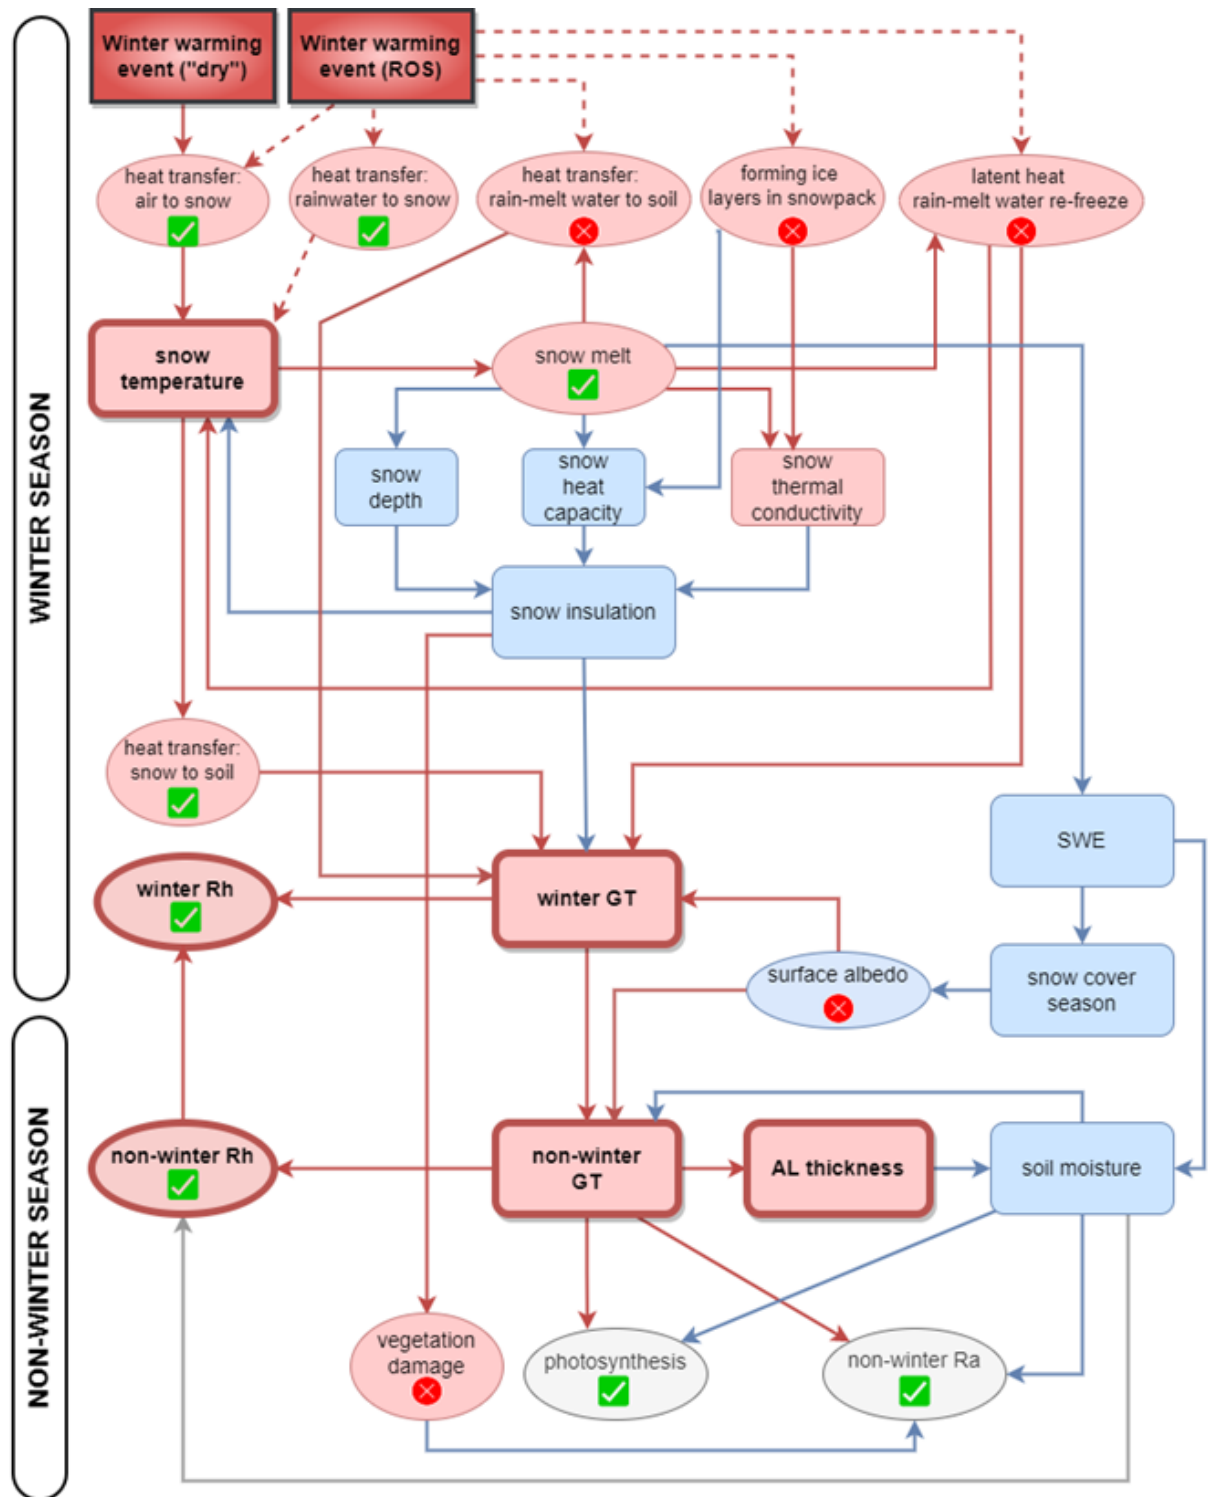 Winter warming
event ("dry")
Winter warming
event (ROS)
heat transfer:
air to snow
heat transfer:
rainwater to snow
heat transfer:
rain-melt water to soil
forming ice
layers in snowpack
latent heat
rain-melt water re-freeze
WINTER SEASON
snow
temperature
snow melt
snow
depth
snow
heat
capacity
snow
thermal
conductivity
snow insulation
heat transfer:
snow to soil
SWE
winter Rh
winter GT
surface albedo
snow cover
season
NON-WINTER SEASON
non-winter Rh
non-winter
GT
AL thickness
soil moisture
vegetation
damage
photosynthesis
non-winter Ra